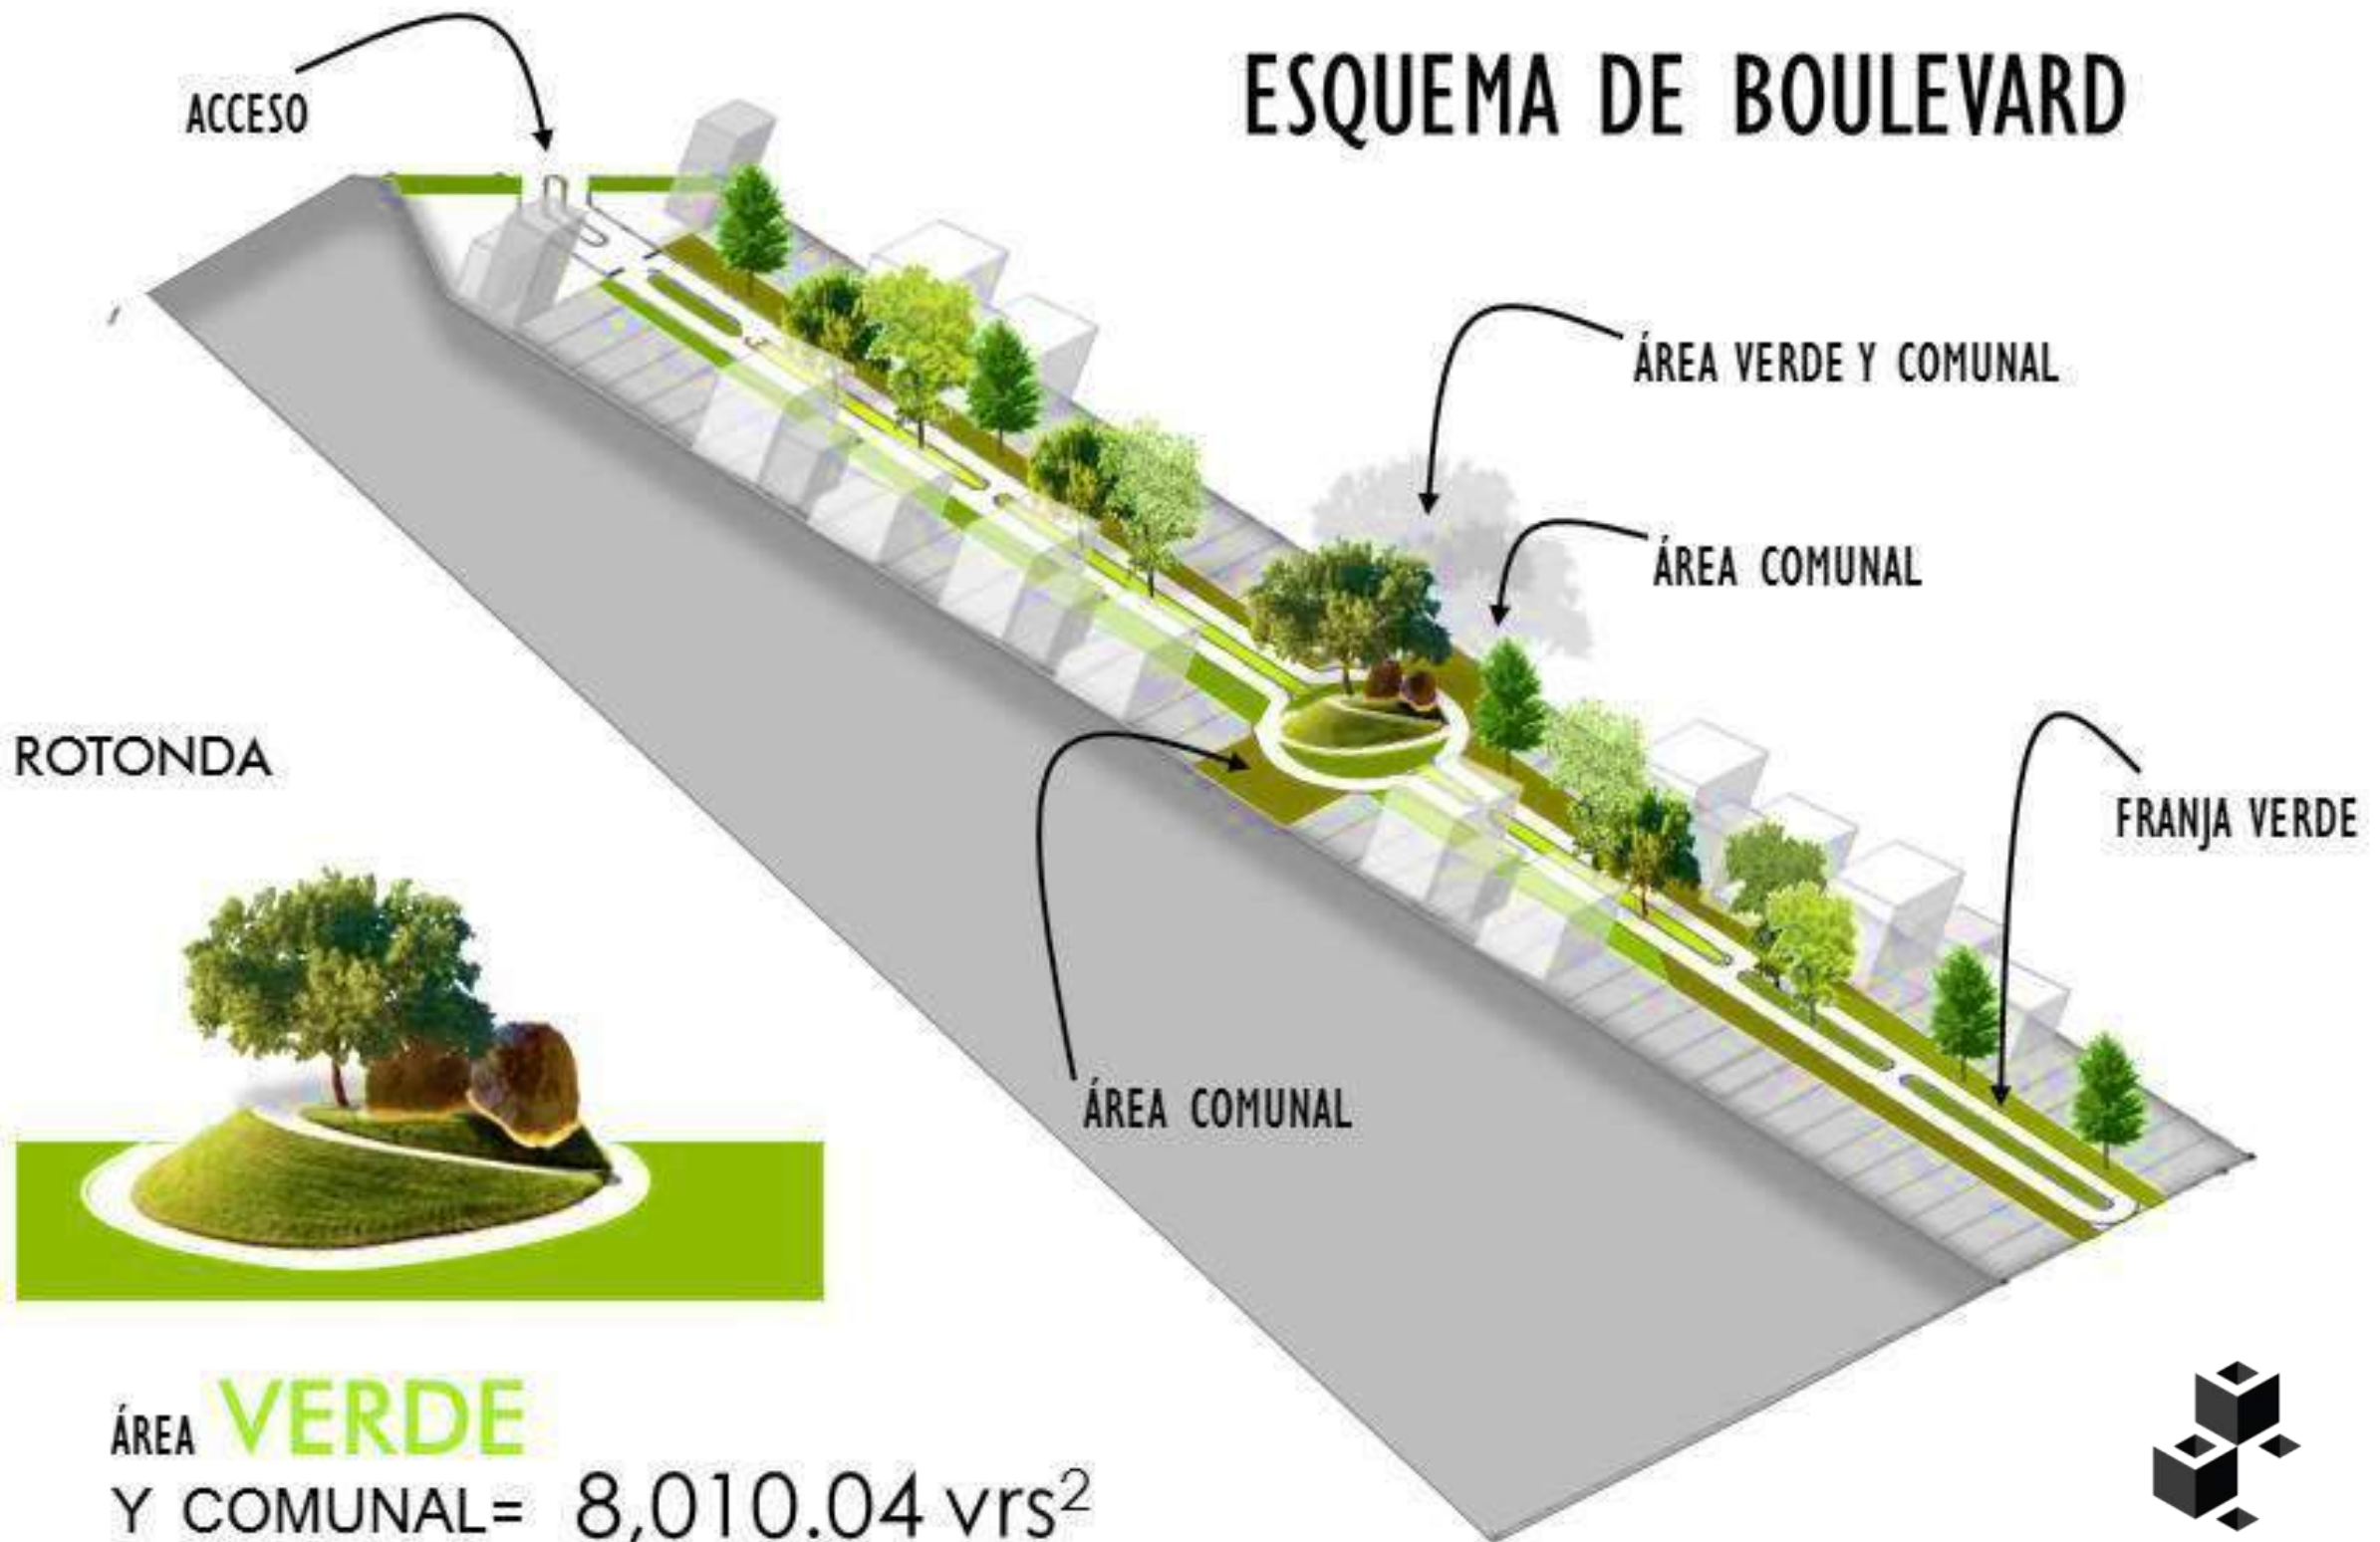 ESQUEMA DE BOULEVARD
ACCESO
ÁREA VERDE Y COMUNAL
ÁREA COMUNAL
FRANJA VERDE
ROTONDA
ÁREA COMUNAL
ÁREA VERDE
Y COMUNAL= 8,010.04 vrs²